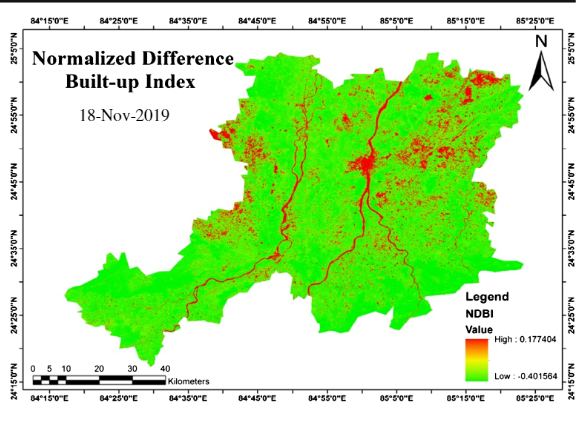 84°15'0"E 84°25'0"E 84°35'0"E 84°45'0"E 84°55'0"E 85°5'0"E 85°15'0"E 85°25'0"E
25°5'0"N 25°5'0"N
Normalized Difference
Built-up Index
18-Nov-2019
N
24°55'0"N 24°55'0"N
24°45'0"N 24°45'0"N
24°35'0"N 24°35'0"N
24°25'0"N 24°25'0"N
24°15'0"N 24°15'0"N
Legend
NDBI
Value
High : 0.177404
Low : -0.401564
0 5 10 20 30 40
Kilometers
84°15'0"E 84°25'0"E 84°35'0"E 84°45'0"E 84°55'0"E 85°5'0"E 85°15'0"E 85°25'0"E